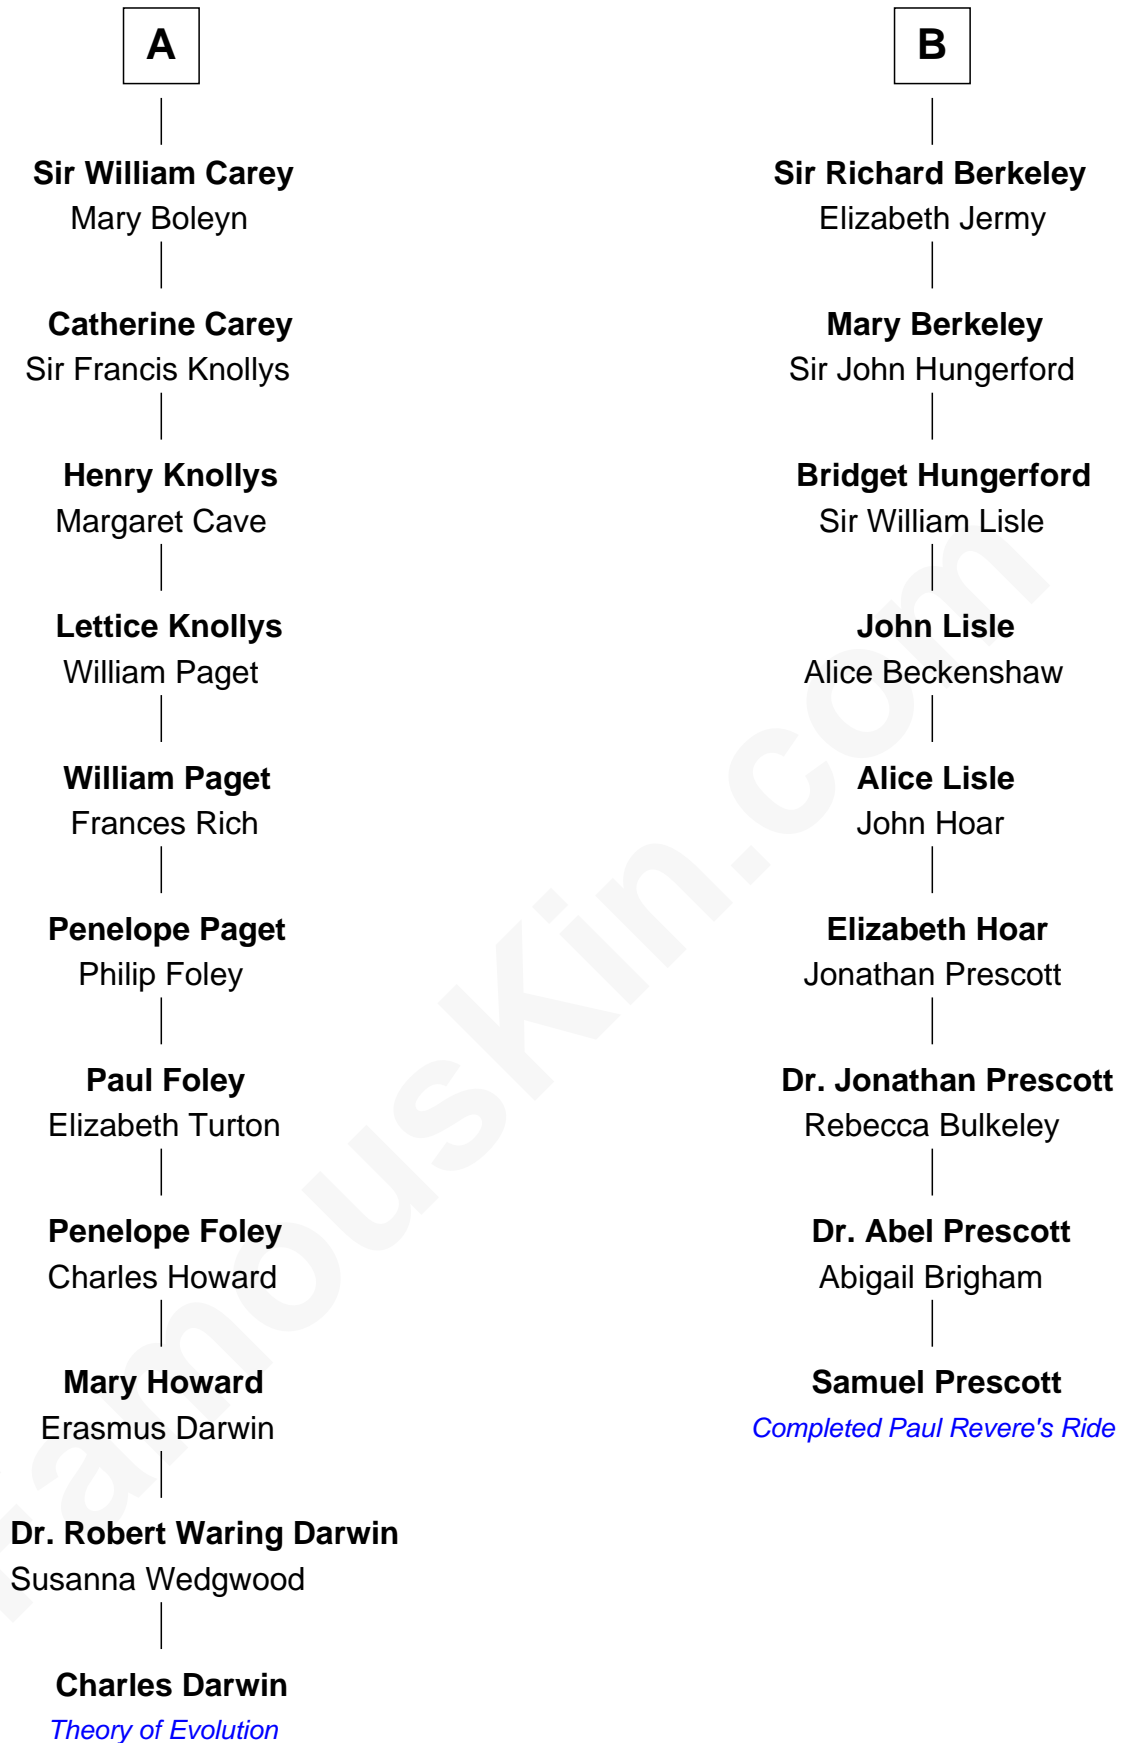 A
Sir William Carey
Mary Boleyn
Catherine Carey
Sir Francis Knollys
Henry Knollys
Margaret Cave
Lettice Knollys
William Paget
William Paget
Frances Rich
Penelope Paget
Philip Foley
Paul Foley
Elizabeth Turton
Penelope Foley
Charles Howard
Mary Howard
Erasmus Darwin
Dr. Robert Waring Darwin
Susanna Wedgwood
Charles Darwin
Theory of Evolution
B
Sir Richard Berkeley
Elizabeth Jermy
Mary Berkeley
Sir John Hungerford
Bridget Hungerford
Sir William Lisle
John Lisle
Alice Beckenshaw
Alice Lisle
John Hoar
Elizabeth Hoar
Jonathan Prescott
Dr. Jonathan Prescott
Rebecca Bulkeley
Dr. Abel Prescott
Abigail Brigham
Samuel Prescott
Completed Paul Revere's Ride
FamousKin.com